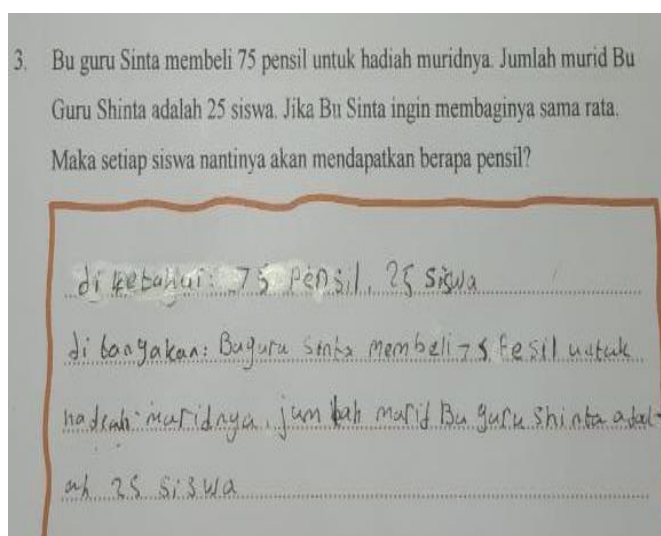 3. Bu guru Sinta membeli 75 pensil untuk hadiah muridnya. Jumlah murid Bu
Guru Shinta adalah 25 siswa. Jika Bu Sinta ingin membaginya sama rata.
Maka setiap siswa nantinya akan mendapatkan berapa pensil?
di ketahui: 75 Pensil, 25 siswa
di tanyakan: Buguru Sinta membeli 75 Pesil untuk
hadiah muridnya. jumlah murid Bu guru Shinta adal-
ah 25 siswa